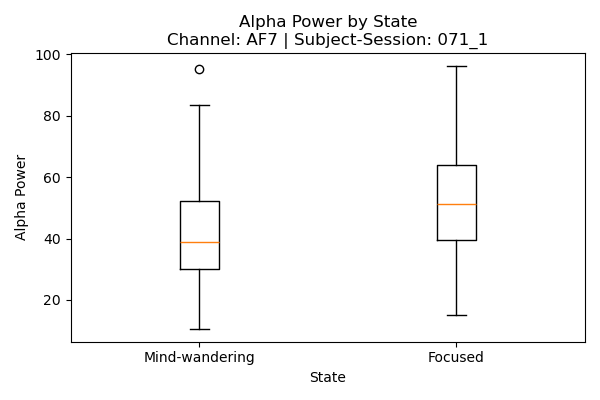 Alpha Power by State
Channel: AF7 | Subject-Session: 071_1
100
80
60
40
20
Alpha Power
Mind-wandering
Focused
State